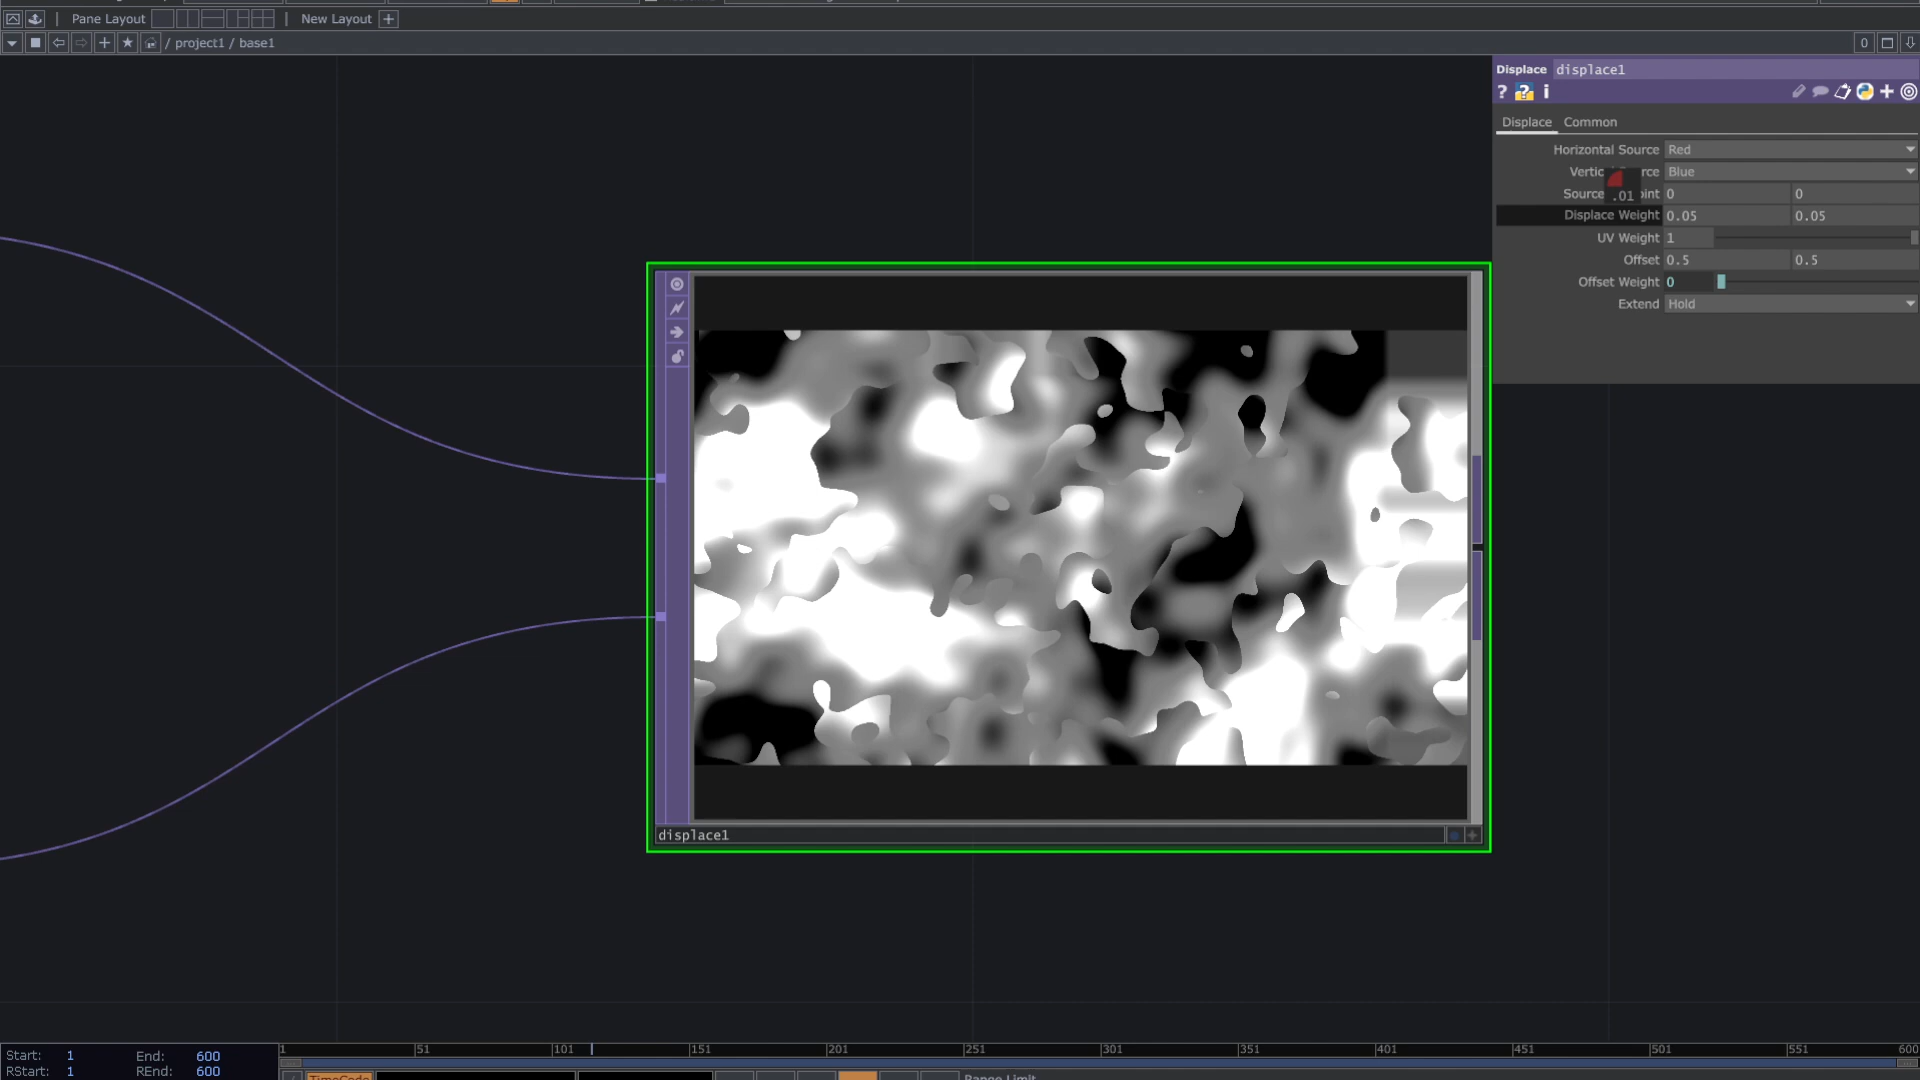 Pane Layout New Layout
/ project1 / base1 0
Displace displace1
? ? i
Displace Common
Horizontal Source Red
Blue
Source 0 0
.01
Displace Weight 0.05 0.05
UV Weight 1
Offset 0.5 0.5
Offset Weight 0
Extend Hold
displace1
Start: 1 End: 600
RStart: 1 REnd: 600
1 51 101 151 201 251 301 351 401 451 501 551 600
TimeCode Range Limit